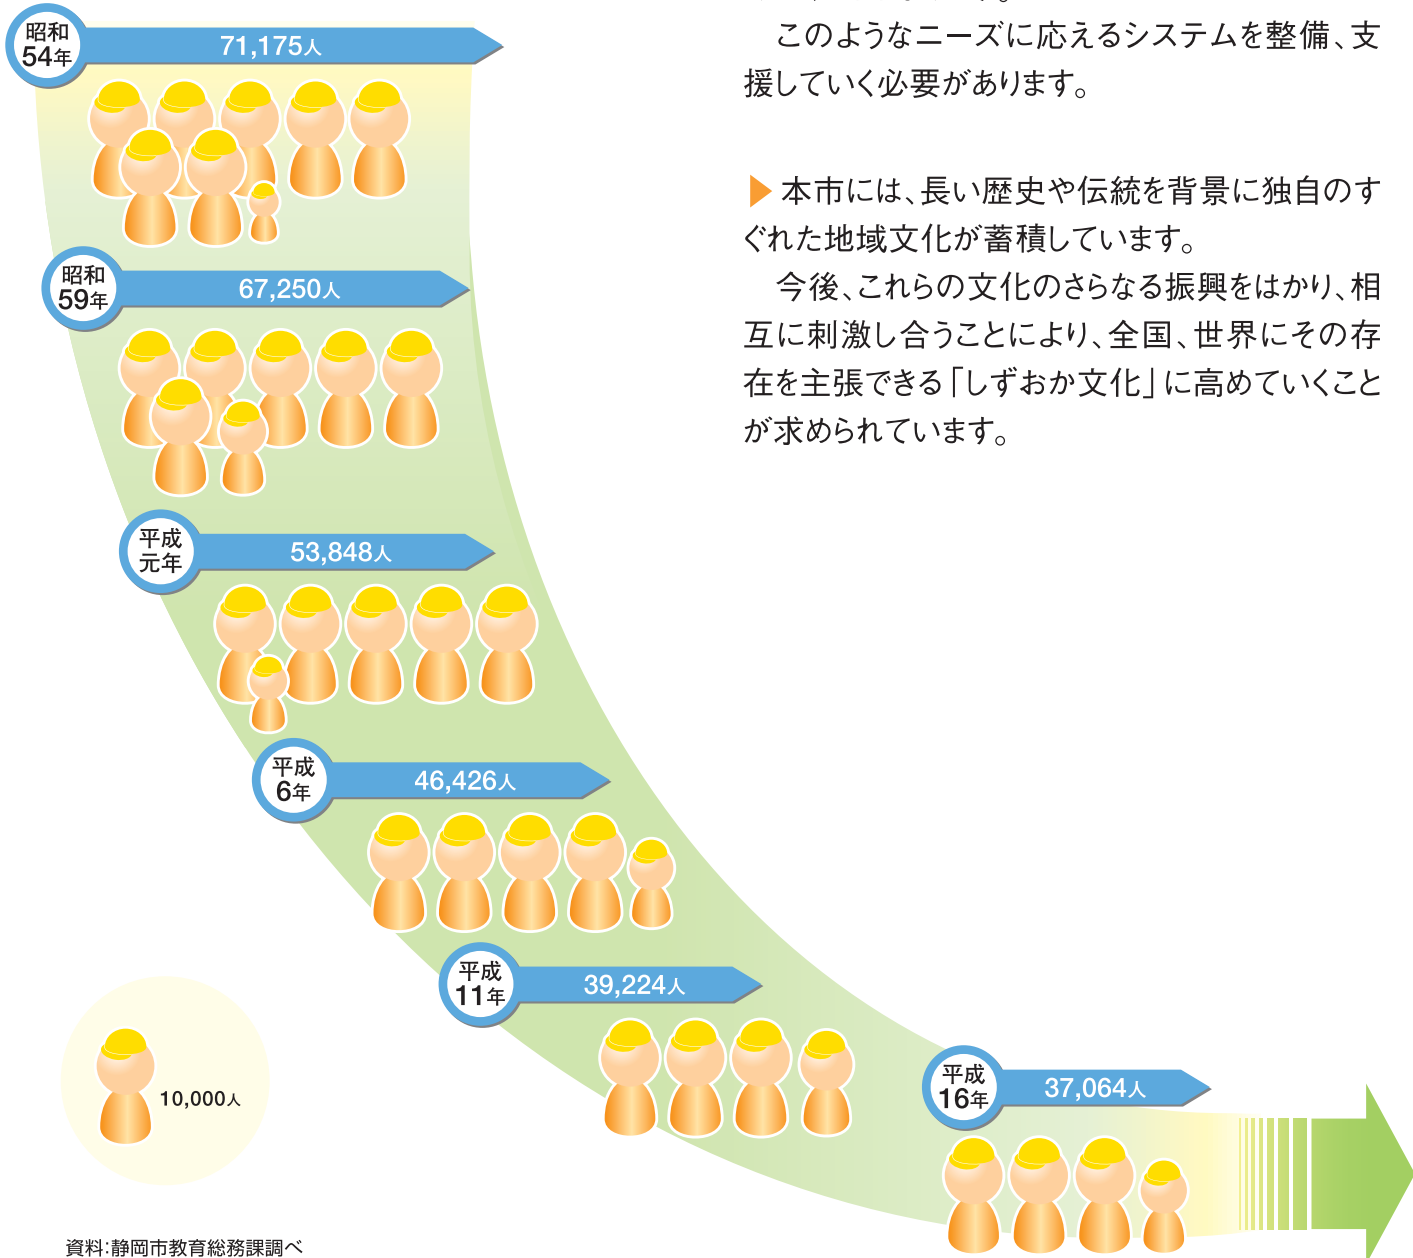 昭和
54年
71,175人
昭和
59年
67,250人
平成
元年
53,848人
平成
6年
46,426人
平成
11年
39,224人
平成
16年
37,064人
10,000人
資料:静岡市教育総務課調べ
このようなニーズに応えるシステムを整備、支
援していく必要があります。
▶本市には、長い歴史や伝統を背景に独自のす
ぐれた地域文化が蓄積しています。
今後、これらの文化のさらなる振興をはかり、相
互に刺激し合うことにより、全国、世界にその存
在を主張できる「しずおか文化」に高めていくこと
が求められています。